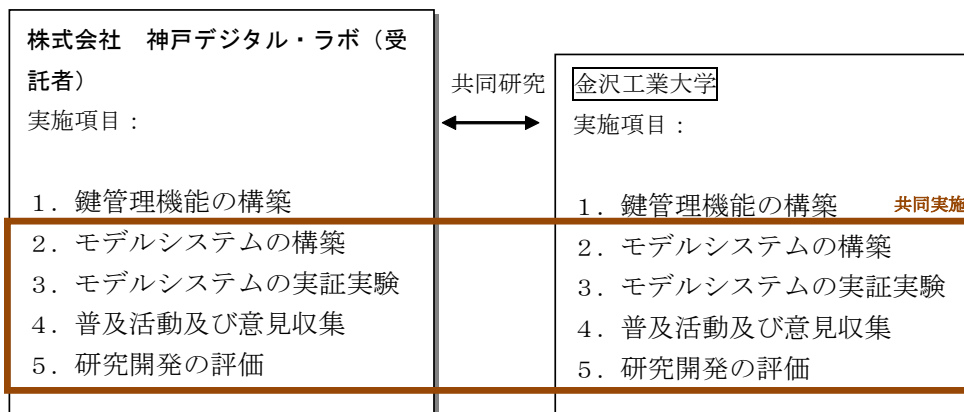 株式会社　神戸デジタル・ラボ（受
託者）
実施項目：
１．鍵管理機能の構築
２．モデルシステムの構築
３．モデルシステムの実証実験
４．普及活動及び意見収集
５．研究開発の評価
共同研究
金沢工業大学
実施項目：
１．鍵管理機能の構築
共同実施
２．モデルシステムの構築
３．モデルシステムの実証実験
４．普及活動及び意見収集
５．研究開発の評価